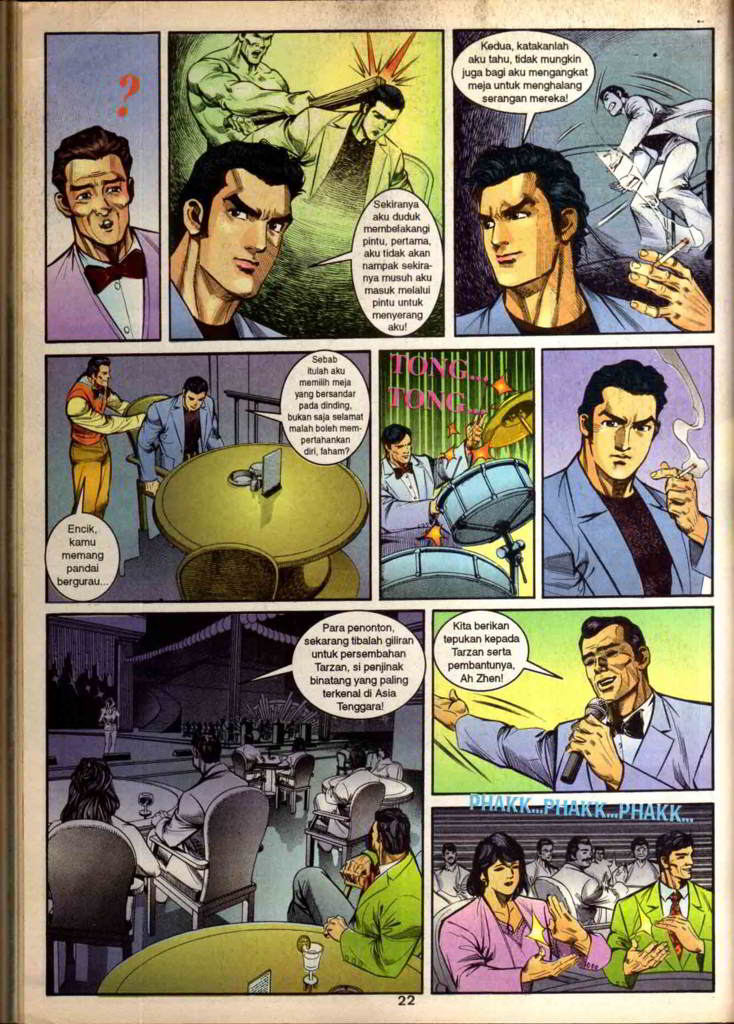 ?
Sekiranya
aku duduk
membelakangi
pintu, pertama,
aku tidak akan
nampak sekira-
nya musuh aku
masuk melalui
pintu untuk
menyerang
aku!
Kedua, katakanlah
aku tahu, tidak mungkin
juga bagi aku mengangkat
meja untuk menghalang
serangan mereka!
Sebab
itulah aku
memilih meja
yang bersandar
pada dinding,
bukan saja selamat
malah boleh mem-
pertahankan
diri, faham?
Encik,
kamu
memang
pandai
bergurau...
TONG...
TONG...
Para penonton,
sekarang tibalah giliran
untuk persembahan
Tarzan, si penjinak
binatang yang paling
terkenal di Asia
Tenggara!
Kita berikan
tepukan kepada
Tarzan serta
pembantunya,
Ah Zhen!
PHAKK...PHAKK...PHAKK...
22